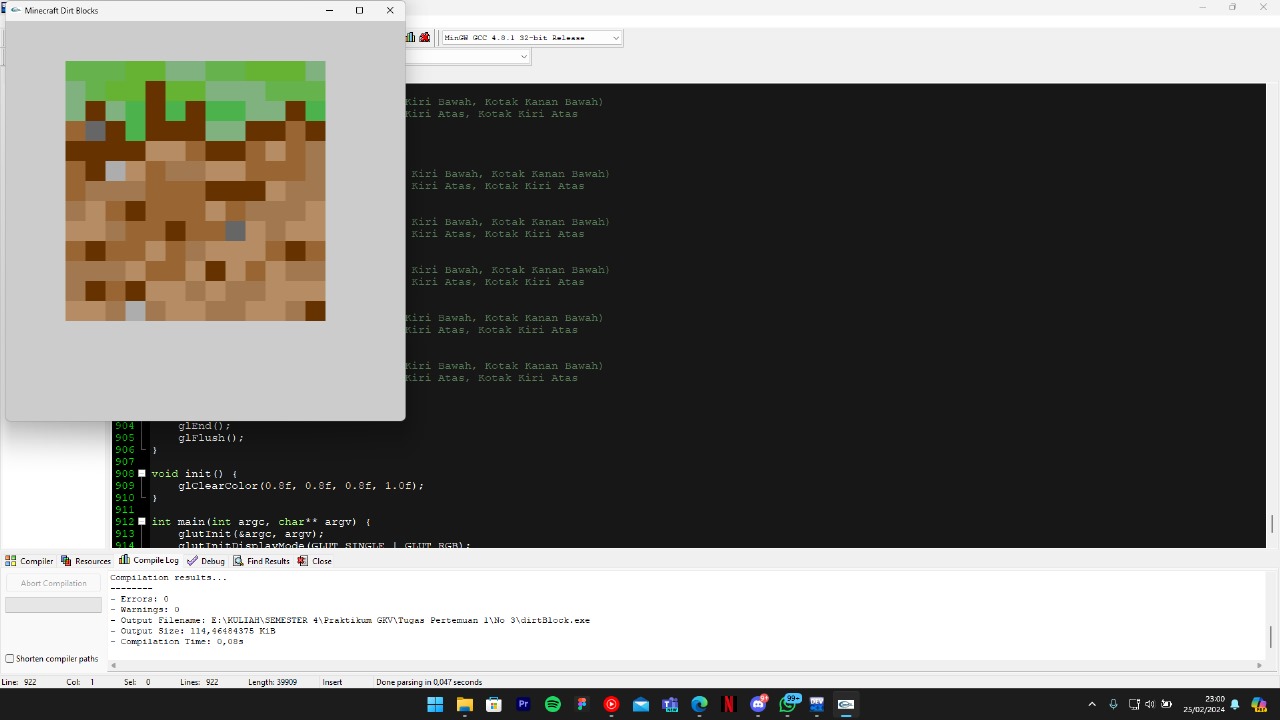 Minecraft Dirt Blocks
MinGW GCC 4.8.1 32-bit Release
Kiri Bawah, Kotak Kanan Bawah)
Kiri Atas, Kotak Kiri Atas
Kiri Bawah, Kotak Kanan Bawah)
Kiri Atas, Kotak Kiri Atas
Kiri Bawah, Kotak Kanan Bawah)
Kiri Atas, Kotak Kiri Atas
Kiri Bawah, Kotak Kanan Bawah)
Kiri Atas, Kotak Kiri Atas
Kiri Bawah, Kotak Kanan Bawah)
Kiri Atas, Kotak Kiri Atas
Kiri Bawah, Kotak Kanan Bawah)
Kiri Atas, Kotak Kiri Atas
904 glEnd();
905 glFlush();
906 }
907
908 void init() {
909 glClearColor(0.8f, 0.8f, 0.8f, 1.0f);
910 }
911
912 int main(int argc, char** argv) {
913 glutInit(&argc, argv);
914 glutInitDisplayMode(GLUT_SINGLE | GLUT_RGB);
Compiler Resources Compile Log Debug Find Results Close
Abort Compilation
Compilation results...
--------
- Errors: 0
- Warnings: 0
- Output Filename: E:\KULIAH\SEMESTER 4\Praktikum GKV\Tugas Pertemuan 1\No 3\dirtBlock.exe
- Output Size: 114,46484375 KiB
- Compilation Time: 0,08s
Shorten compiler paths
Line: 922 Col: 1 Sel: 0 Lines: 922 Length: 39909 Insert Done parsing in 0,047 seconds
Pr
9+
99+
23:00
25/02/2024